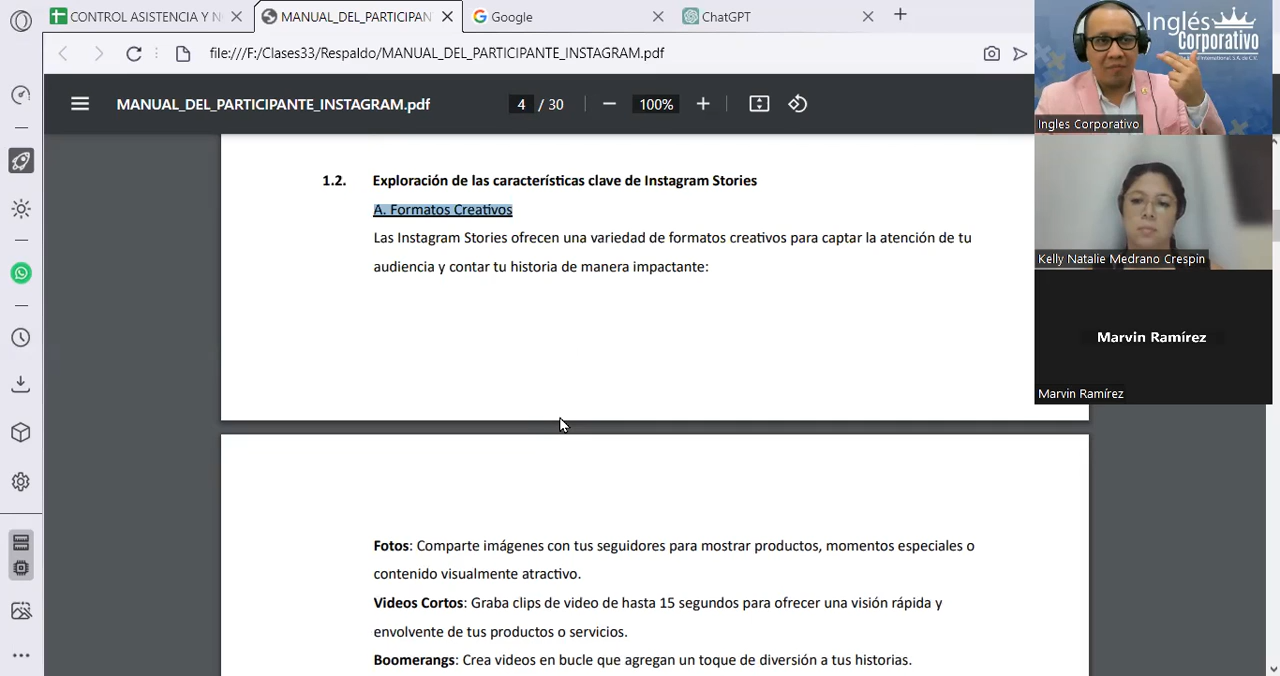 CONTROL ASISTENCIA Y N
MANUAL_DEL_PARTICIPAN
Google
ChatGPT
file:///F:/Clases33/Respaldo/MANUAL_DEL_PARTICIPANTE_INSTAGRAM.pdf
MANUAL_DEL_PARTICIPANTE_INSTAGRAM.pdf
4 / 30
100%
1.2. Exploración de las características clave de Instagram Stories
A. Formatos Creativos
Las Instagram Stories ofrecen una variedad de formatos creativos para captar la atención de tu
audiencia y contar tu historia de manera impactante:
Fotos: Comparte imágenes con tus seguidores para mostrar productos, momentos especiales o
contenido visualmente atractivo.
Videos Cortos: Graba clips de video de hasta 15 segundos para ofrecer una visión rápida y
envolvente de tus productos o servicios.
Boomerangs: Crea videos en bucle que agregan un toque de diversión a tus historias.
Inglés
Corporativo
International, S.A. de C.V.
Ingles Corporativo
Kelly Natalie Medrano Crespin
Marvin Ramírez
Marvin Ramírez